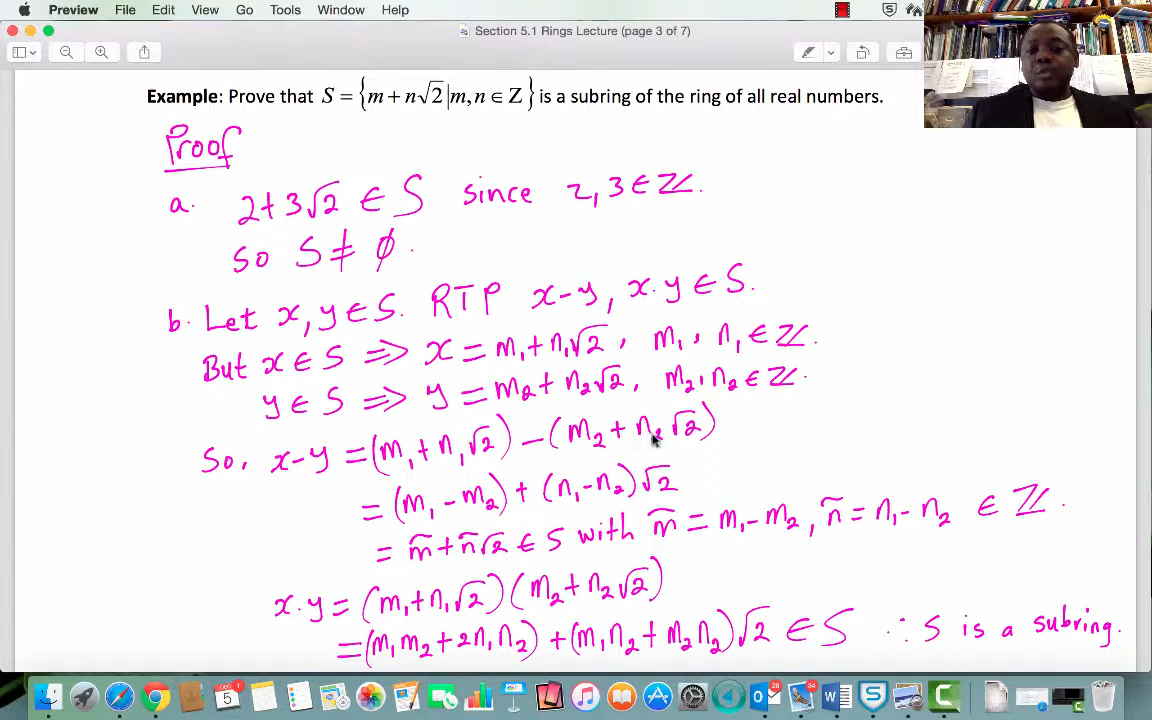 Preview File Edit View Go Tools Window Help
Section 5.1 Rings Lecture (page 3 of 7)
Example: Prove that S = {m + n√2 | m, n ∈ Z} is a subring of the ring of all real numbers.
Proof
a. 2+3√2 ∈ S since 2,3 ∈ ℤ.
So S ≠ ∅.
b. Let x, y ∈ S. RTP x-y, x·y ∈ S.
But x ∈ S ⟹ x = m₁+n₁√2, m₁, n₁ ∈ ℤ.
y ∈ S ⟹ y = m₂+n₂√2, m₂, n₂ ∈ ℤ.
So, x-y = (m₁+n₁√2) - (m₂+n₂√2)
= (m₁-m₂) + (n₁-n₂)√2
= m̃+ñ√2 ∈ S with m̃ = m₁-m₂, ñ = n₁-n₂ ∈ ℤ.
x·y = (m₁+n₁√2)(m₂+n₂√2)
= (m₁m₂+2n₁n₂) + (m₁n₂+m₂n₂)√2 ∈ S ∴ S is a subring.
DEC
5
28
34